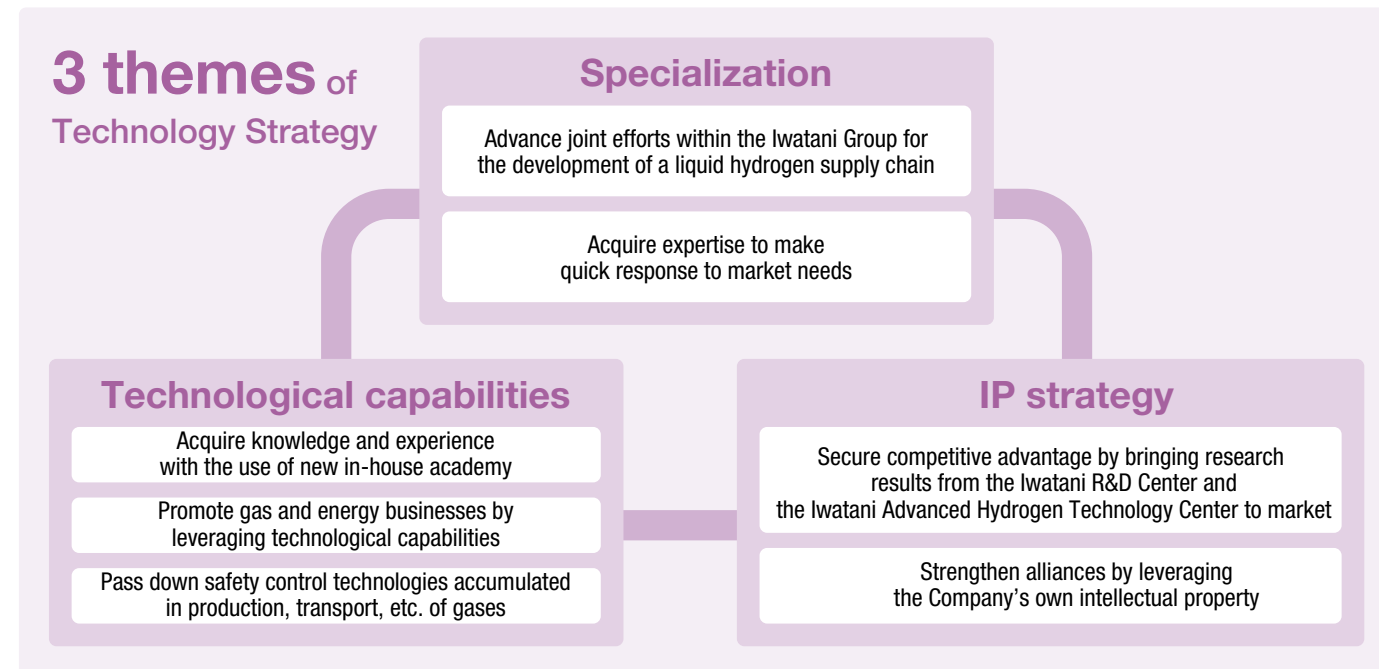 3 themes of
Technology Strategy
Specialization
Advance joint efforts within the Iwatani Group for
the development of a liquid hydrogen supply chain
Acquire expertise to make
quick response to market needs
Technological capabilities
Acquire knowledge and experience
with the use of new in-house academy
Promote gas and energy businesses by
leveraging technological capabilities
Pass down safety control technologies accumulated
in production, transport, etc. of gases
IP strategy
Secure competitive advantage by bringing research
results from the Iwatani R&D Center and
the Iwatani Advanced Hydrogen Technology Center to market
Strengthen alliances by leveraging
the Company’s own intellectual property